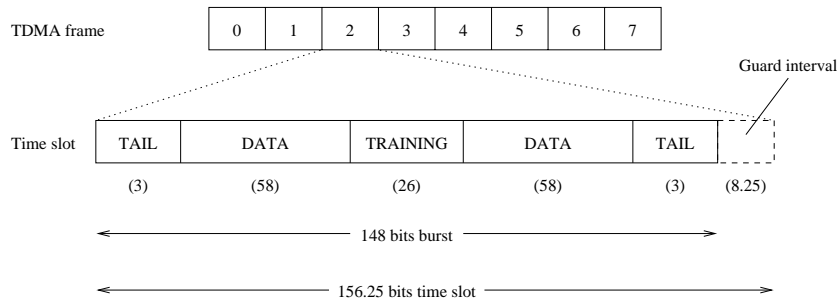 TDMA frame 0 1 2 3 4 5 6 7
Guard interval
Time slot TAIL DATA TRAINING DATA TAIL
(3) (58) (26) (58) (3) (8.25)
148 bits burst
156.25 bits time slot